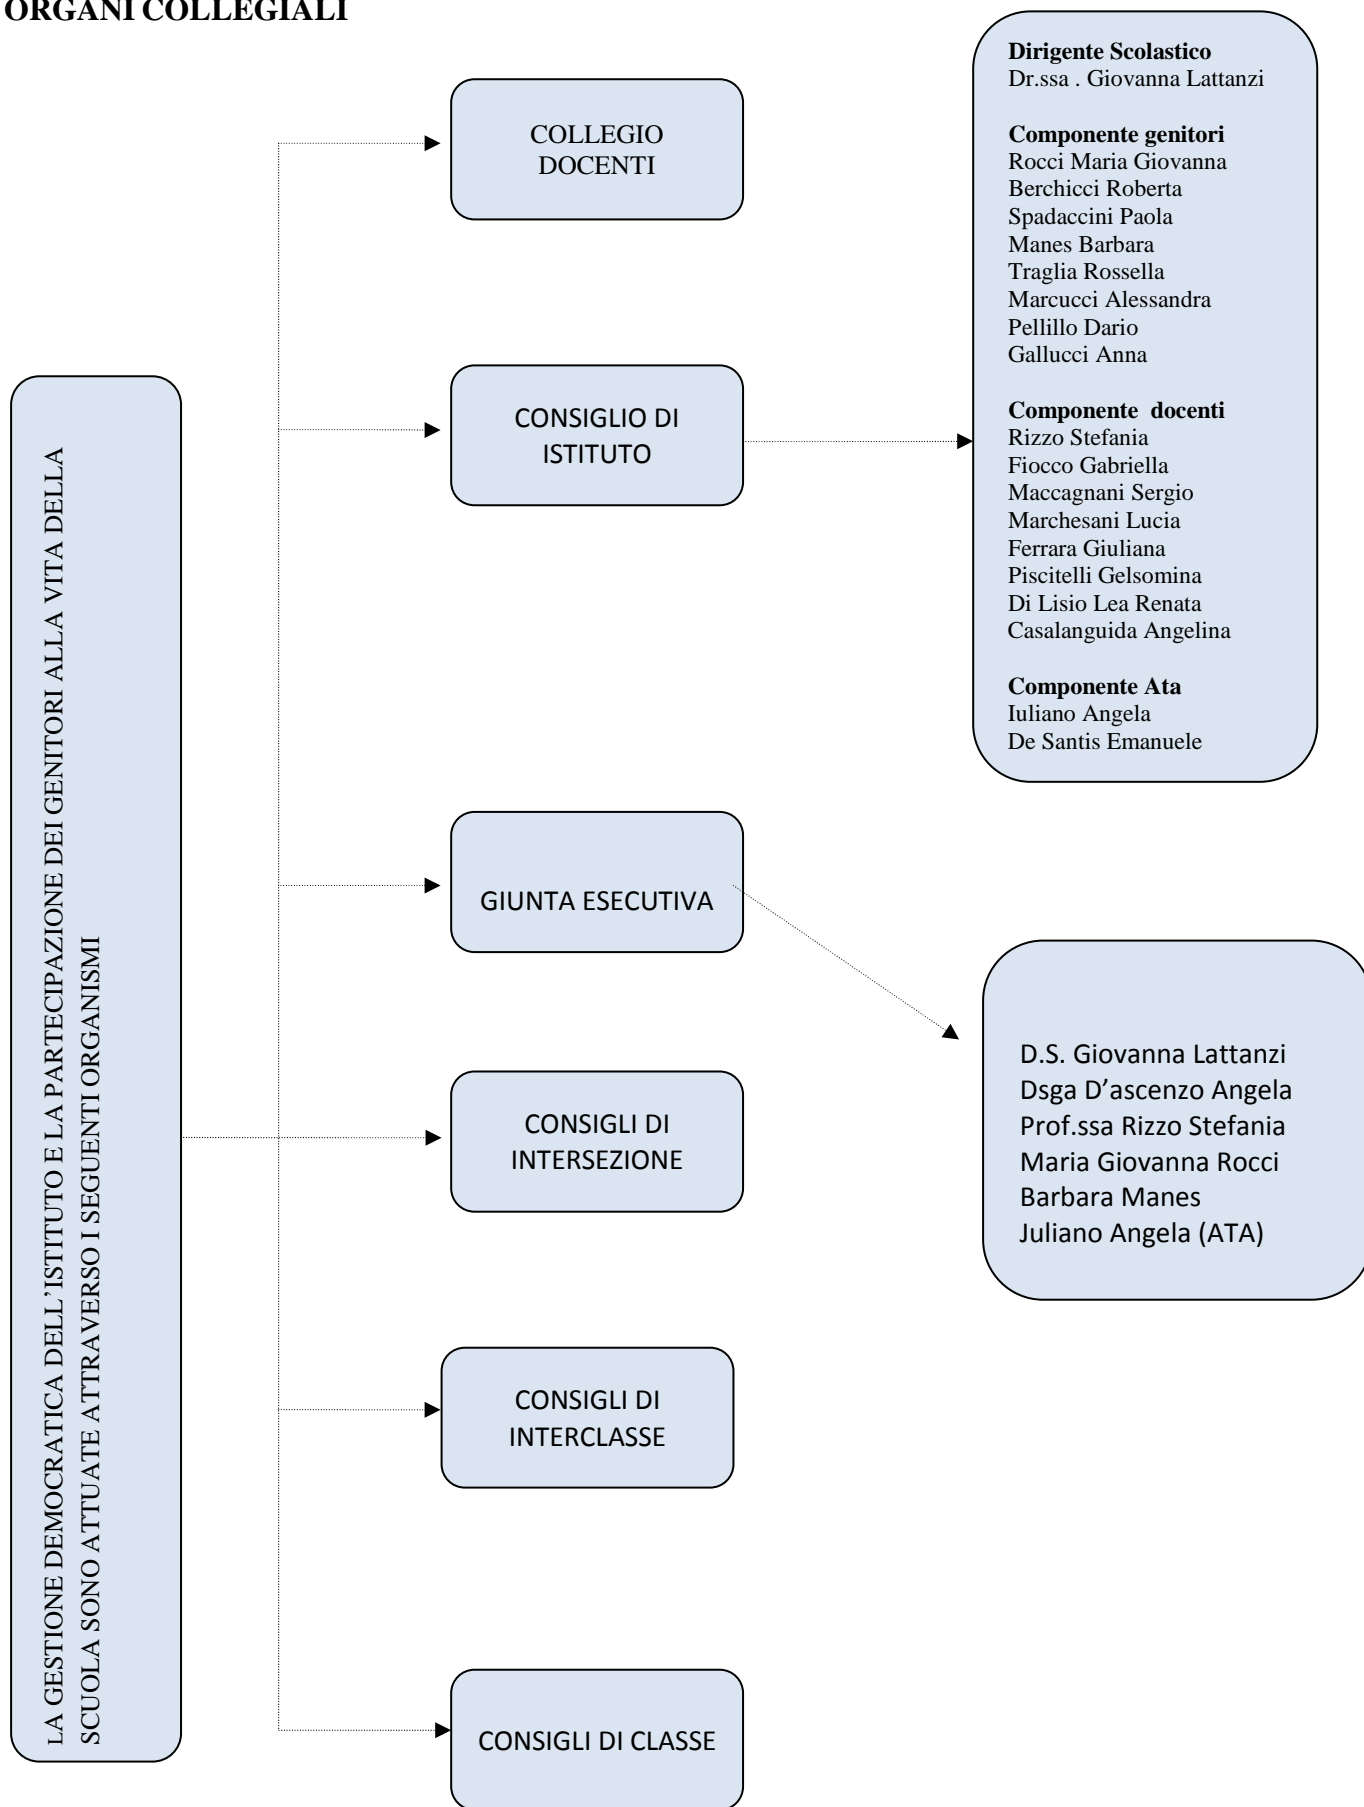 ORGANI COLLEGIALI
LA GESTIONE DEMOCRATICA DELL'ISTITUTO E LA PARTECIPAZIONE DEI GENITORI ALLA VITA DELLA
SCUOLA SONO ATTUATE ATTRAVERSO I SEGUENTI ORGANISMI
COLLEGIO
DOCENTI
CONSIGLIO DI
ISTITUTO
Dirigente Scolastico
Dr.ssa . Giovanna Lattanzi
Componente genitori
Rocci Maria Giovanna
Berchicci Roberta
Spadaccini Paola
Manes Barbara
Traglia Rossella
Marcucci Alessandra
Pellillo Dario
Gallucci Anna
Componente  docenti
Rizzo Stefania
Fiocco Gabriella
Maccagnani Sergio
Marchesani Lucia
Ferrara Giuliana
Piscitelli Gelsomina
Di Lisio Lea Renata
Casalanguida Angelina
Componente Ata
Iuliano Angela
De Santis Emanuele
GIUNTA ESECUTIVA
D.S. Giovanna Lattanzi
Dsga D’ascenzo Angela
Prof.ssa Rizzo Stefania
Maria Giovanna Rocci
Barbara Manes
Juliano Angela (ATA)
CONSIGLI DI
INTERSEZIONE
CONSIGLI DI
INTERCLASSE
CONSIGLI DI CLASSE